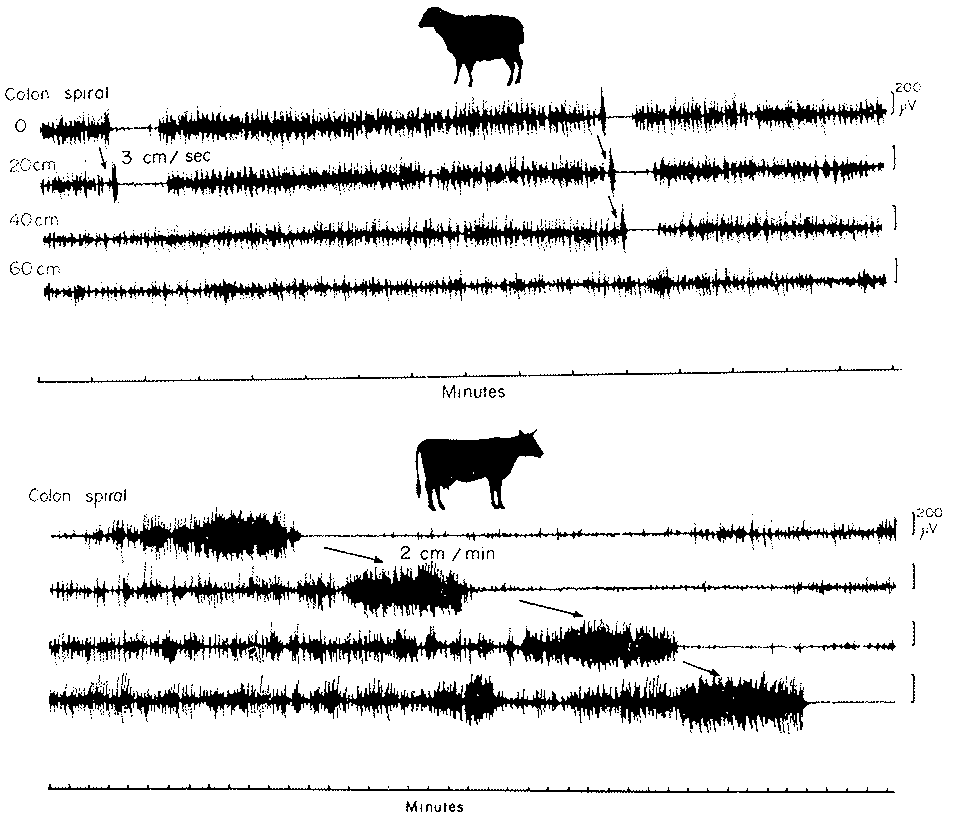 Colon spiral
200
μV
0
3 cm/sec
20cm
40cm
60cm
Minutes
Colon spiral
200
μV
2 cm/min
Minutes